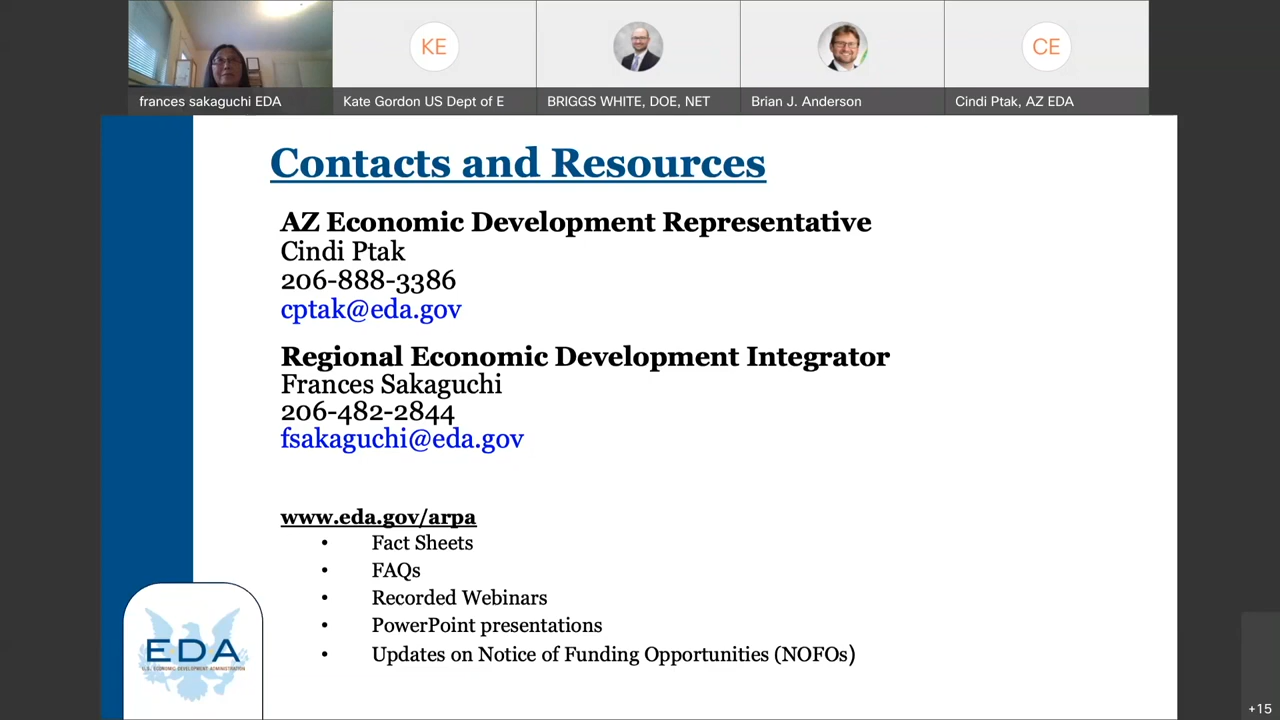 KE
CE
frances sakaguchi EDA
Kate Gordon US Dept of E
BRIGGS WHITE, DOE, NET
Brian J. Anderson
Cindi Ptak, AZ EDA
Contacts and Resources
AZ Economic Development Representative
Cindi Ptak
206-888-3386
cptak@eda.gov
Regional Economic Development Integrator
Frances Sakaguchi
206-482-2844
fsakaguchi@eda.gov
www.eda.gov/arpa
• Fact Sheets
• FAQs
• Recorded Webinars
• PowerPoint presentations
• Updates on Notice of Funding Opportunities (NOFOs)
EDA
U.S. ECONOMIC DEVELOPMENT ADMINISTRATION
+15